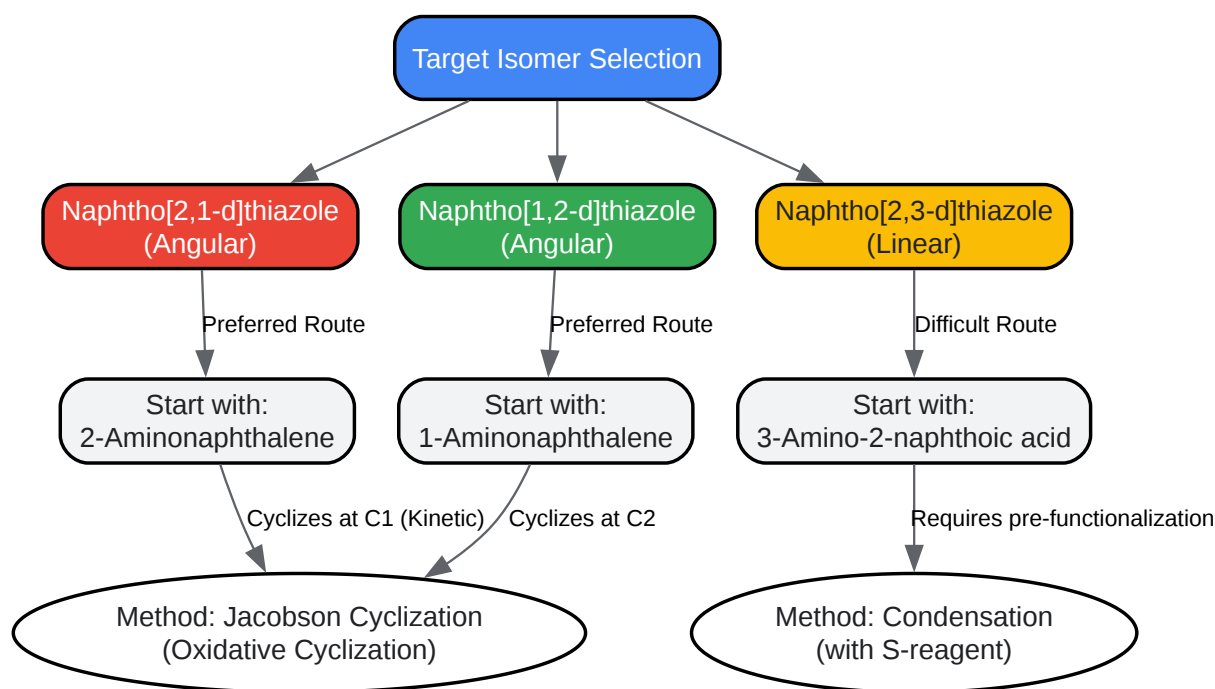 Target Isomer Selection
Naphtho[2,1-d]thiazole
(Angular)
Naphtho[1,2-d]thiazole
(Angular)
Naphtho[2,3-d]thiazole
(Linear)
Preferred Route
Preferred Route
Difficult Route
Start with:
2-Aminonaphthalene
Start with:
1-Aminonaphthalene
Start with:
3-Amino-2-naphthoic acid
Cyclizes at C1 (Kinetic)
Cyclizes at C2
Requires pre-functionalization
Method: Jacobson Cyclization
(Oxidative Cyclization)
Method: Condensation
(with S-reagent)